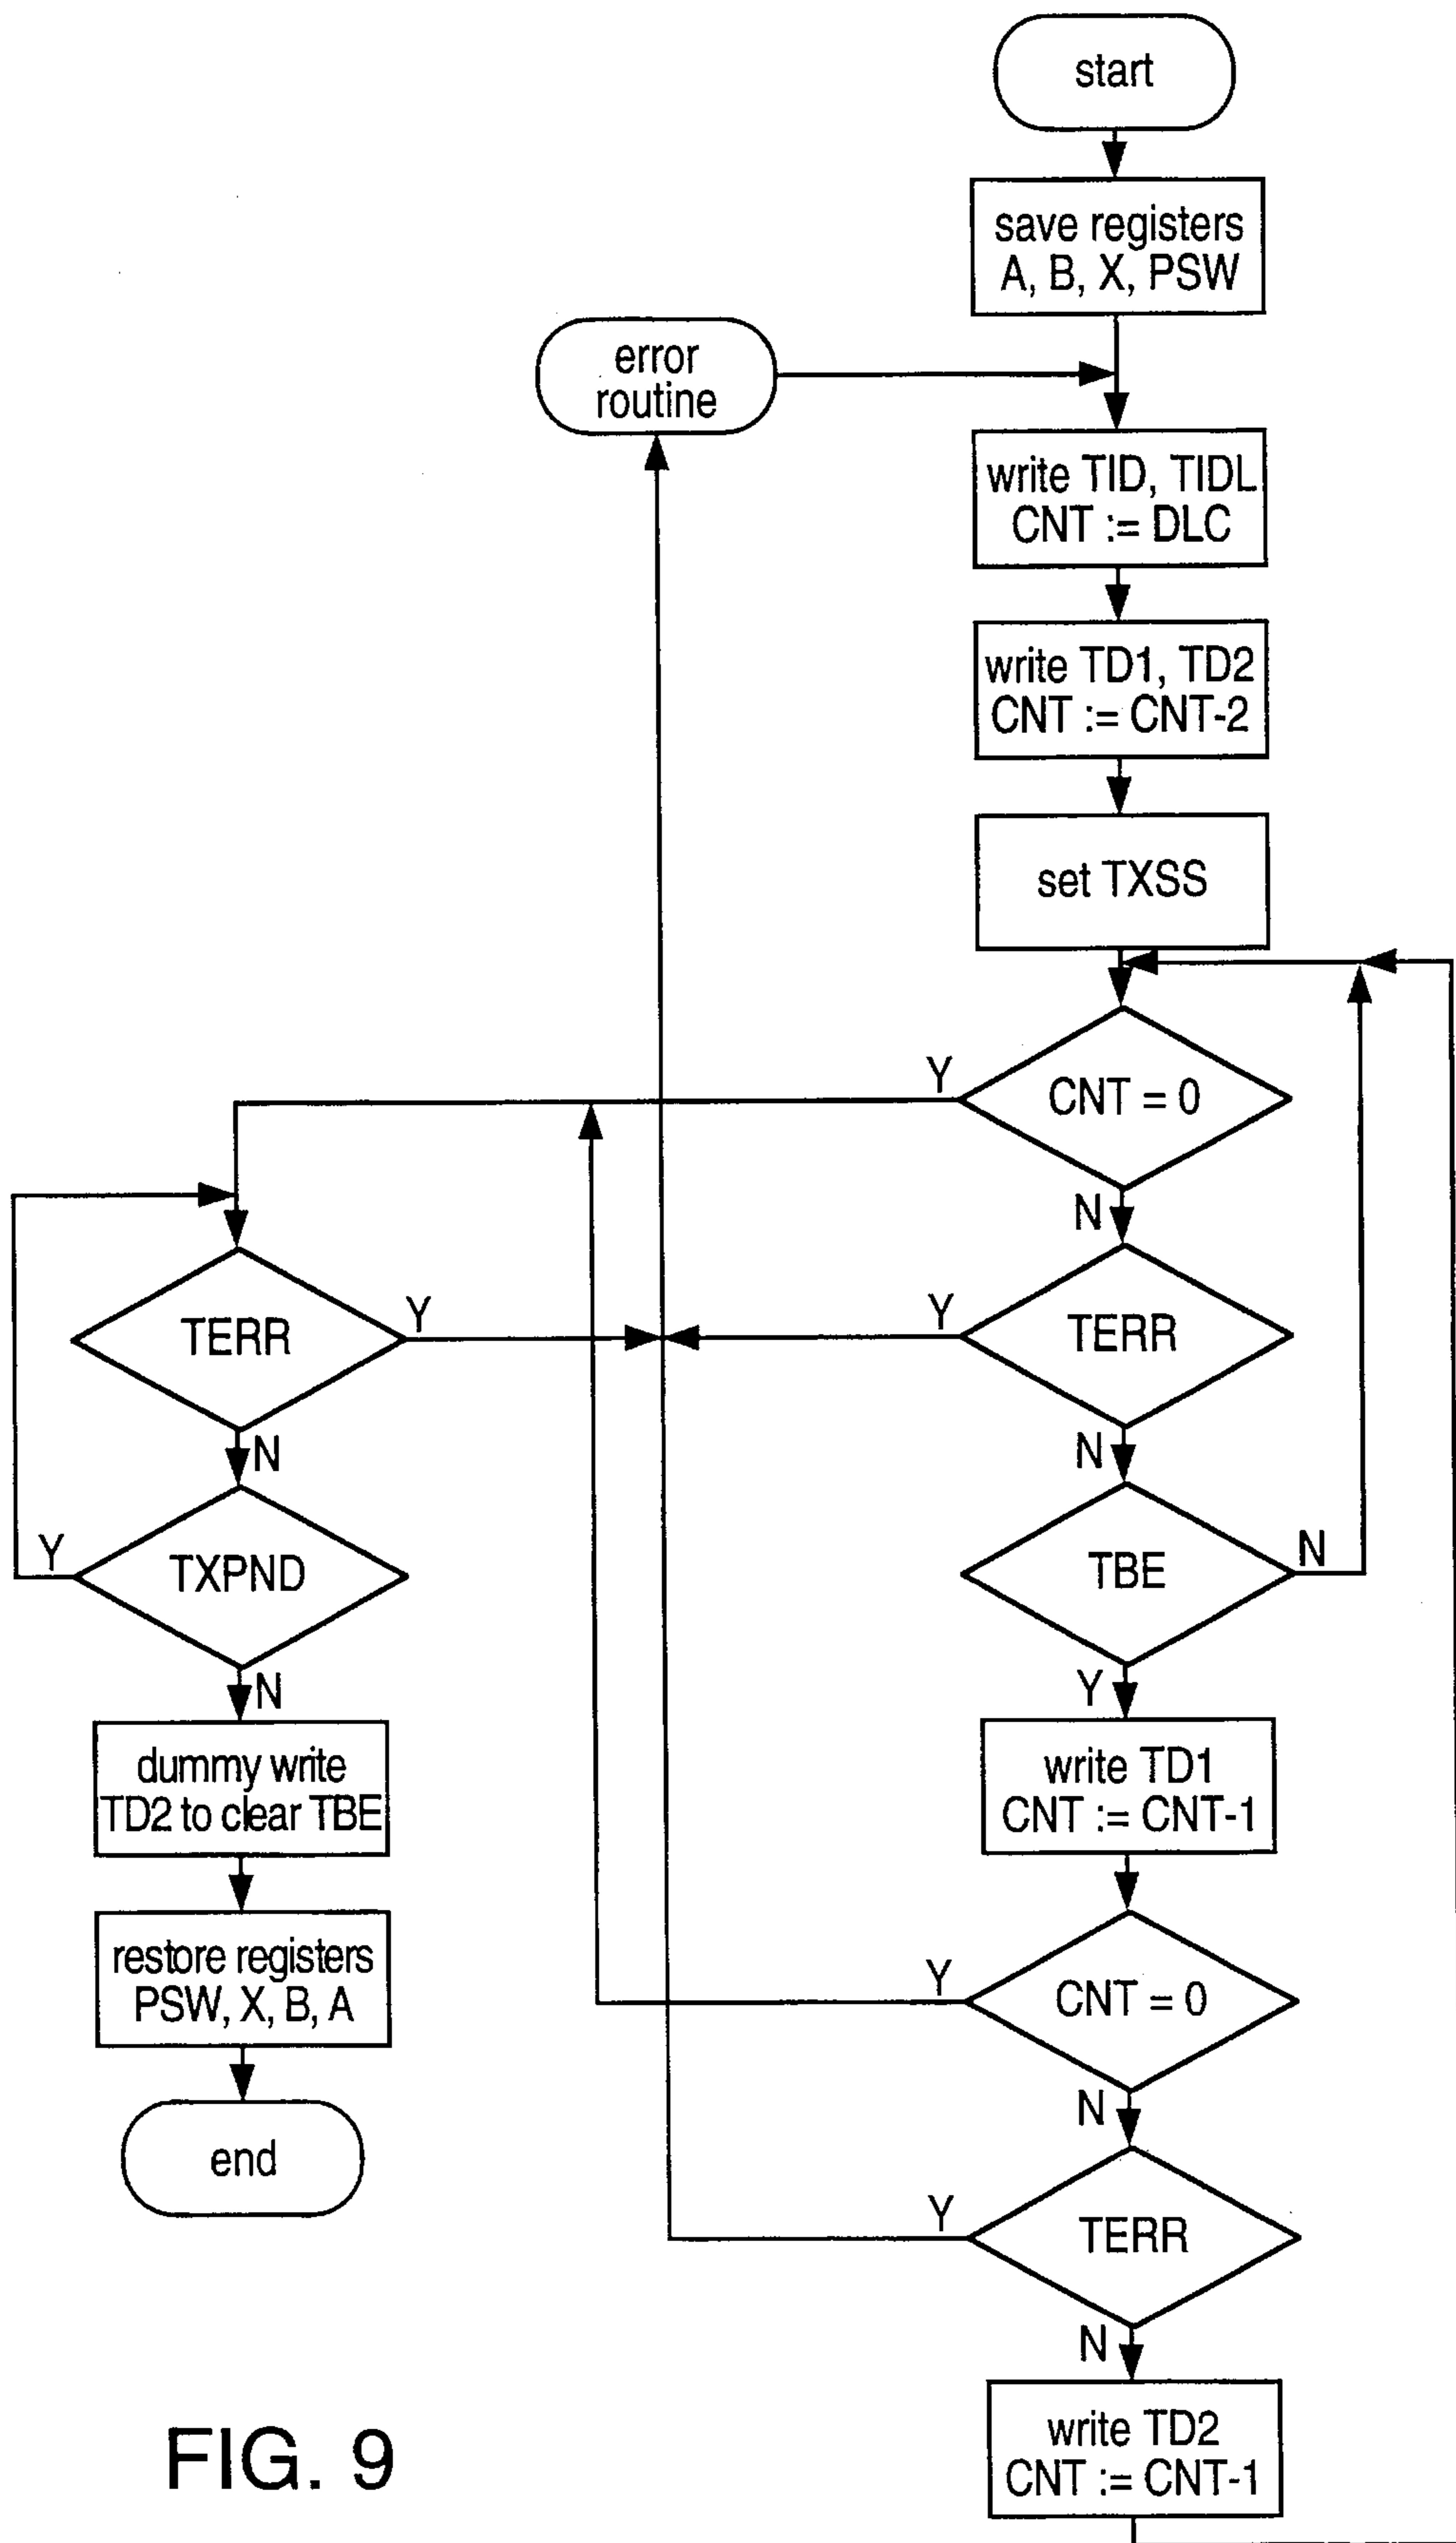 start
save registers
A, B, X, PSW
error
routine
write TID, TIDL
CNT := DLC
write TD1, TD2
CNT := CNT-2
set TXSS
Y
CNT = 0
N
TERR
Y
Y
TERR
N
N
Y
TXPND
TBE
N
N
Y
dummy write
TD2 to clear TBE
write TD1
CNT := CNT-1
restore registers
PSW, X, B, A
Y
CNT = 0
N
end
Y
TERR
N
write TD2
CNT := CNT-1
FIG. 9